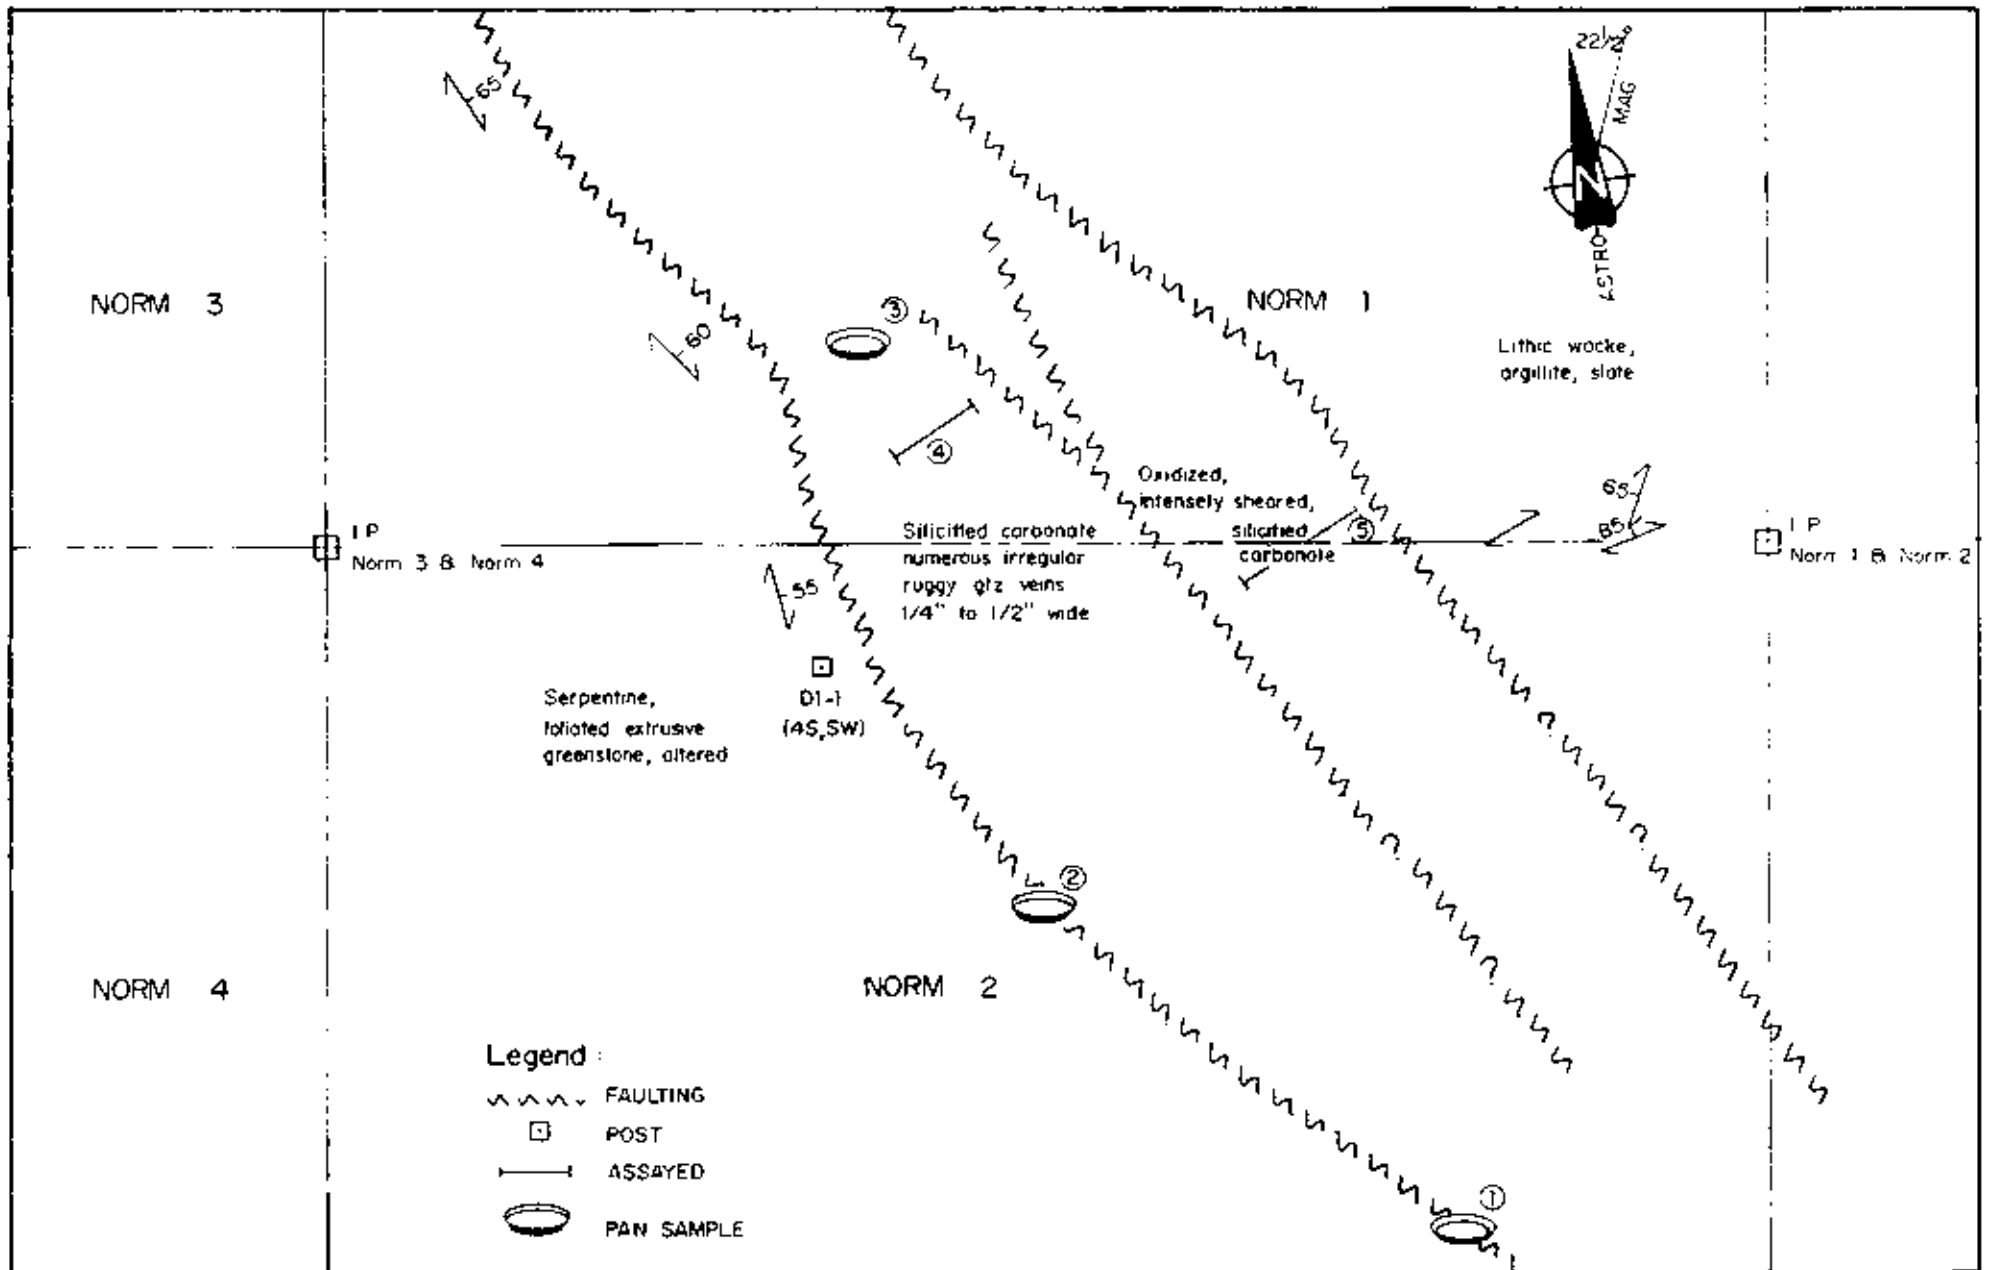 22½°
MAG
ASTRO
N
65
60
NORM 3
③
NORM 1
Lithic wacke,
argillite, slate
④
Oxidized,
intensely sheared,
silicified
carbonate
⑤
65
85
I P
Norm 3 & Norm 4
Silicified carbonate
numerous irregular
ruggy qtz veins
1/4" to 1/2" wide
I P
Norm 1 & Norm 2
55
Serpentine,
foliated extrusive
greenstone, altered
D1-1
(4S,5W)
②
NORM 4
NORM 2
Legend :
FAULTING
POST
ASSAYED
PAN SAMPLE
①